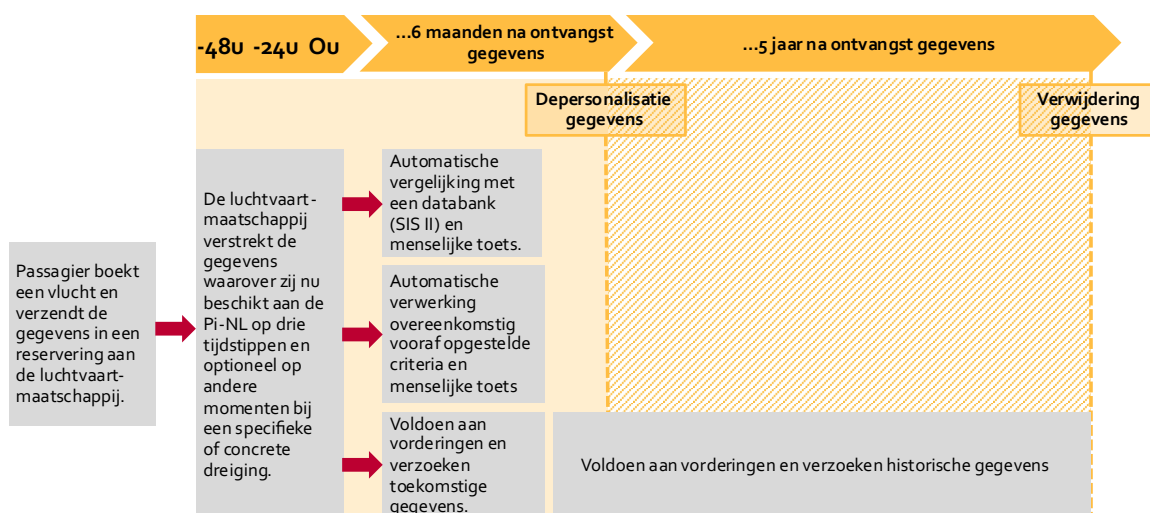 -48u -24u 0u
...6 maanden na ontvangst
gegevens
...5 jaar na ontvangst gegevens
Depersonalisatie
gegevens
Verwijdering
gegevens
Passagier boekt
een vlucht en
verzendt de
gegevens in een
reservering aan
de luchtvaart-
maatschappij.
De luchtvaart-
maatschappij
verstrekt de
gegevens
waarover zij nu
beschikt aan de
Pi-NL op drie
tijdstippen en
optioneel op
andere
momenten bij
een specifieke
of concrete
dreiging.
Automatische
vergelijking met
een databank
(SIS II) en
menselijke toets.
Automatische
verwerking
overeenkomstig
vooraf opgestelde
criteria en
menselijke toets
Voldoen aan
vorderingen en
verzoeken
toekomstige
gegevens.
Voldoen aan vorderingen en verzoeken historische gegevens